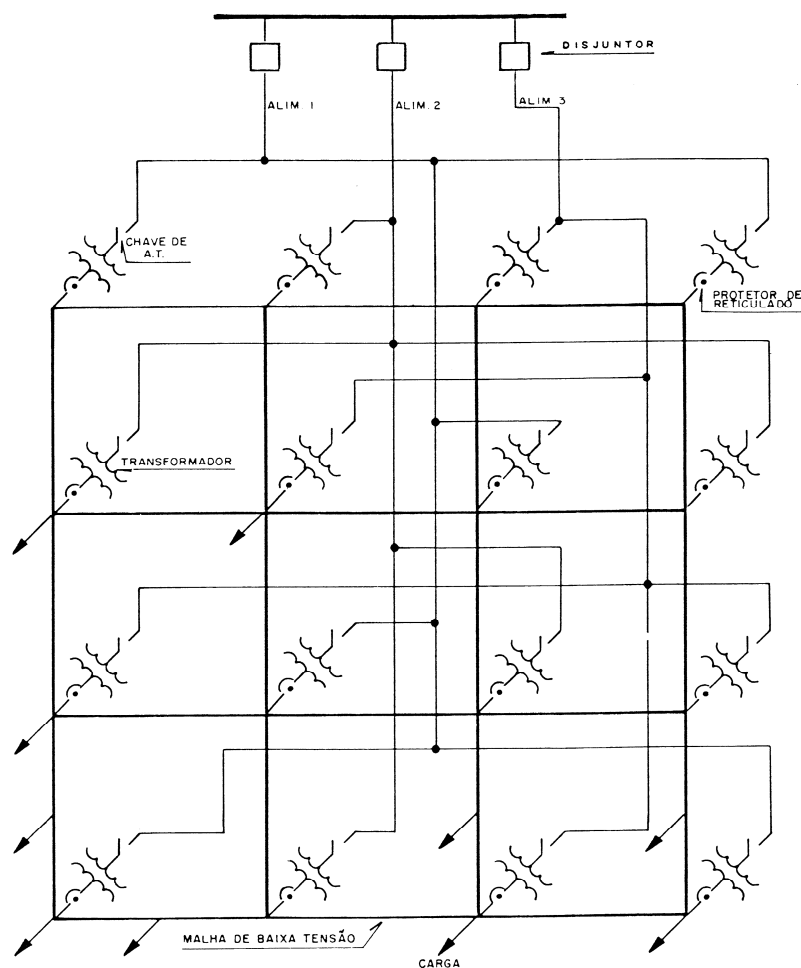 DISJUNTOR
ALIM. 1
ALIM. 2
ALIM. 3
CHAVE DE
A.T.
PROTETOR DE
RETICULADO
TRANSFORMADOR
MALHA DE BAIXA TENSÃO
CARGA